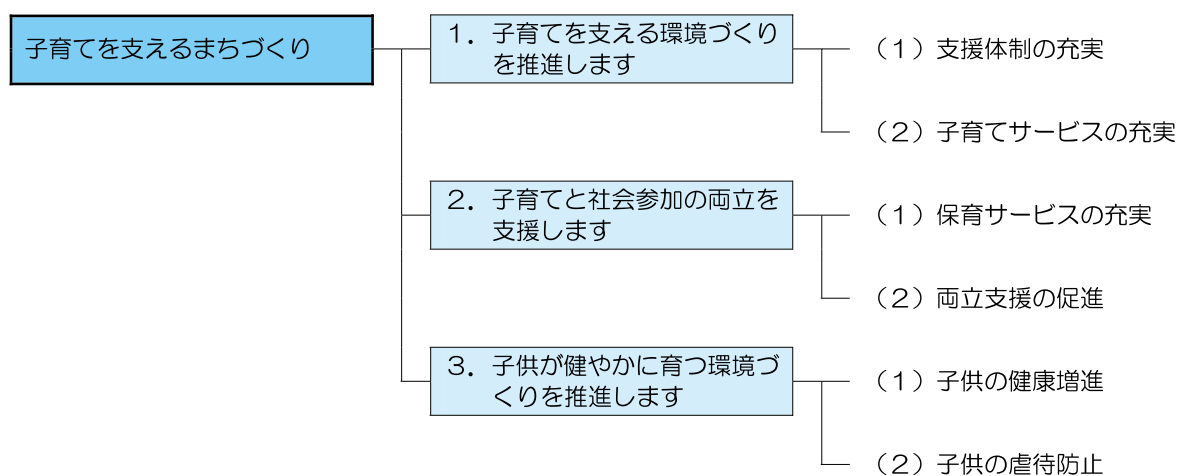 子育てを支えるまちづくり
１．子育てを支える環境づくり
を推進します
（１）支援体制の充実
（２）子育てサービスの充実
２．子育てと社会参加の両立を
支援します
（１）保育サービスの充実
（２）両立支援の促進
３．子供が健やかに育つ環境づ
くりを推進します
（１）子供の健康増進
（２）子供の虐待防止